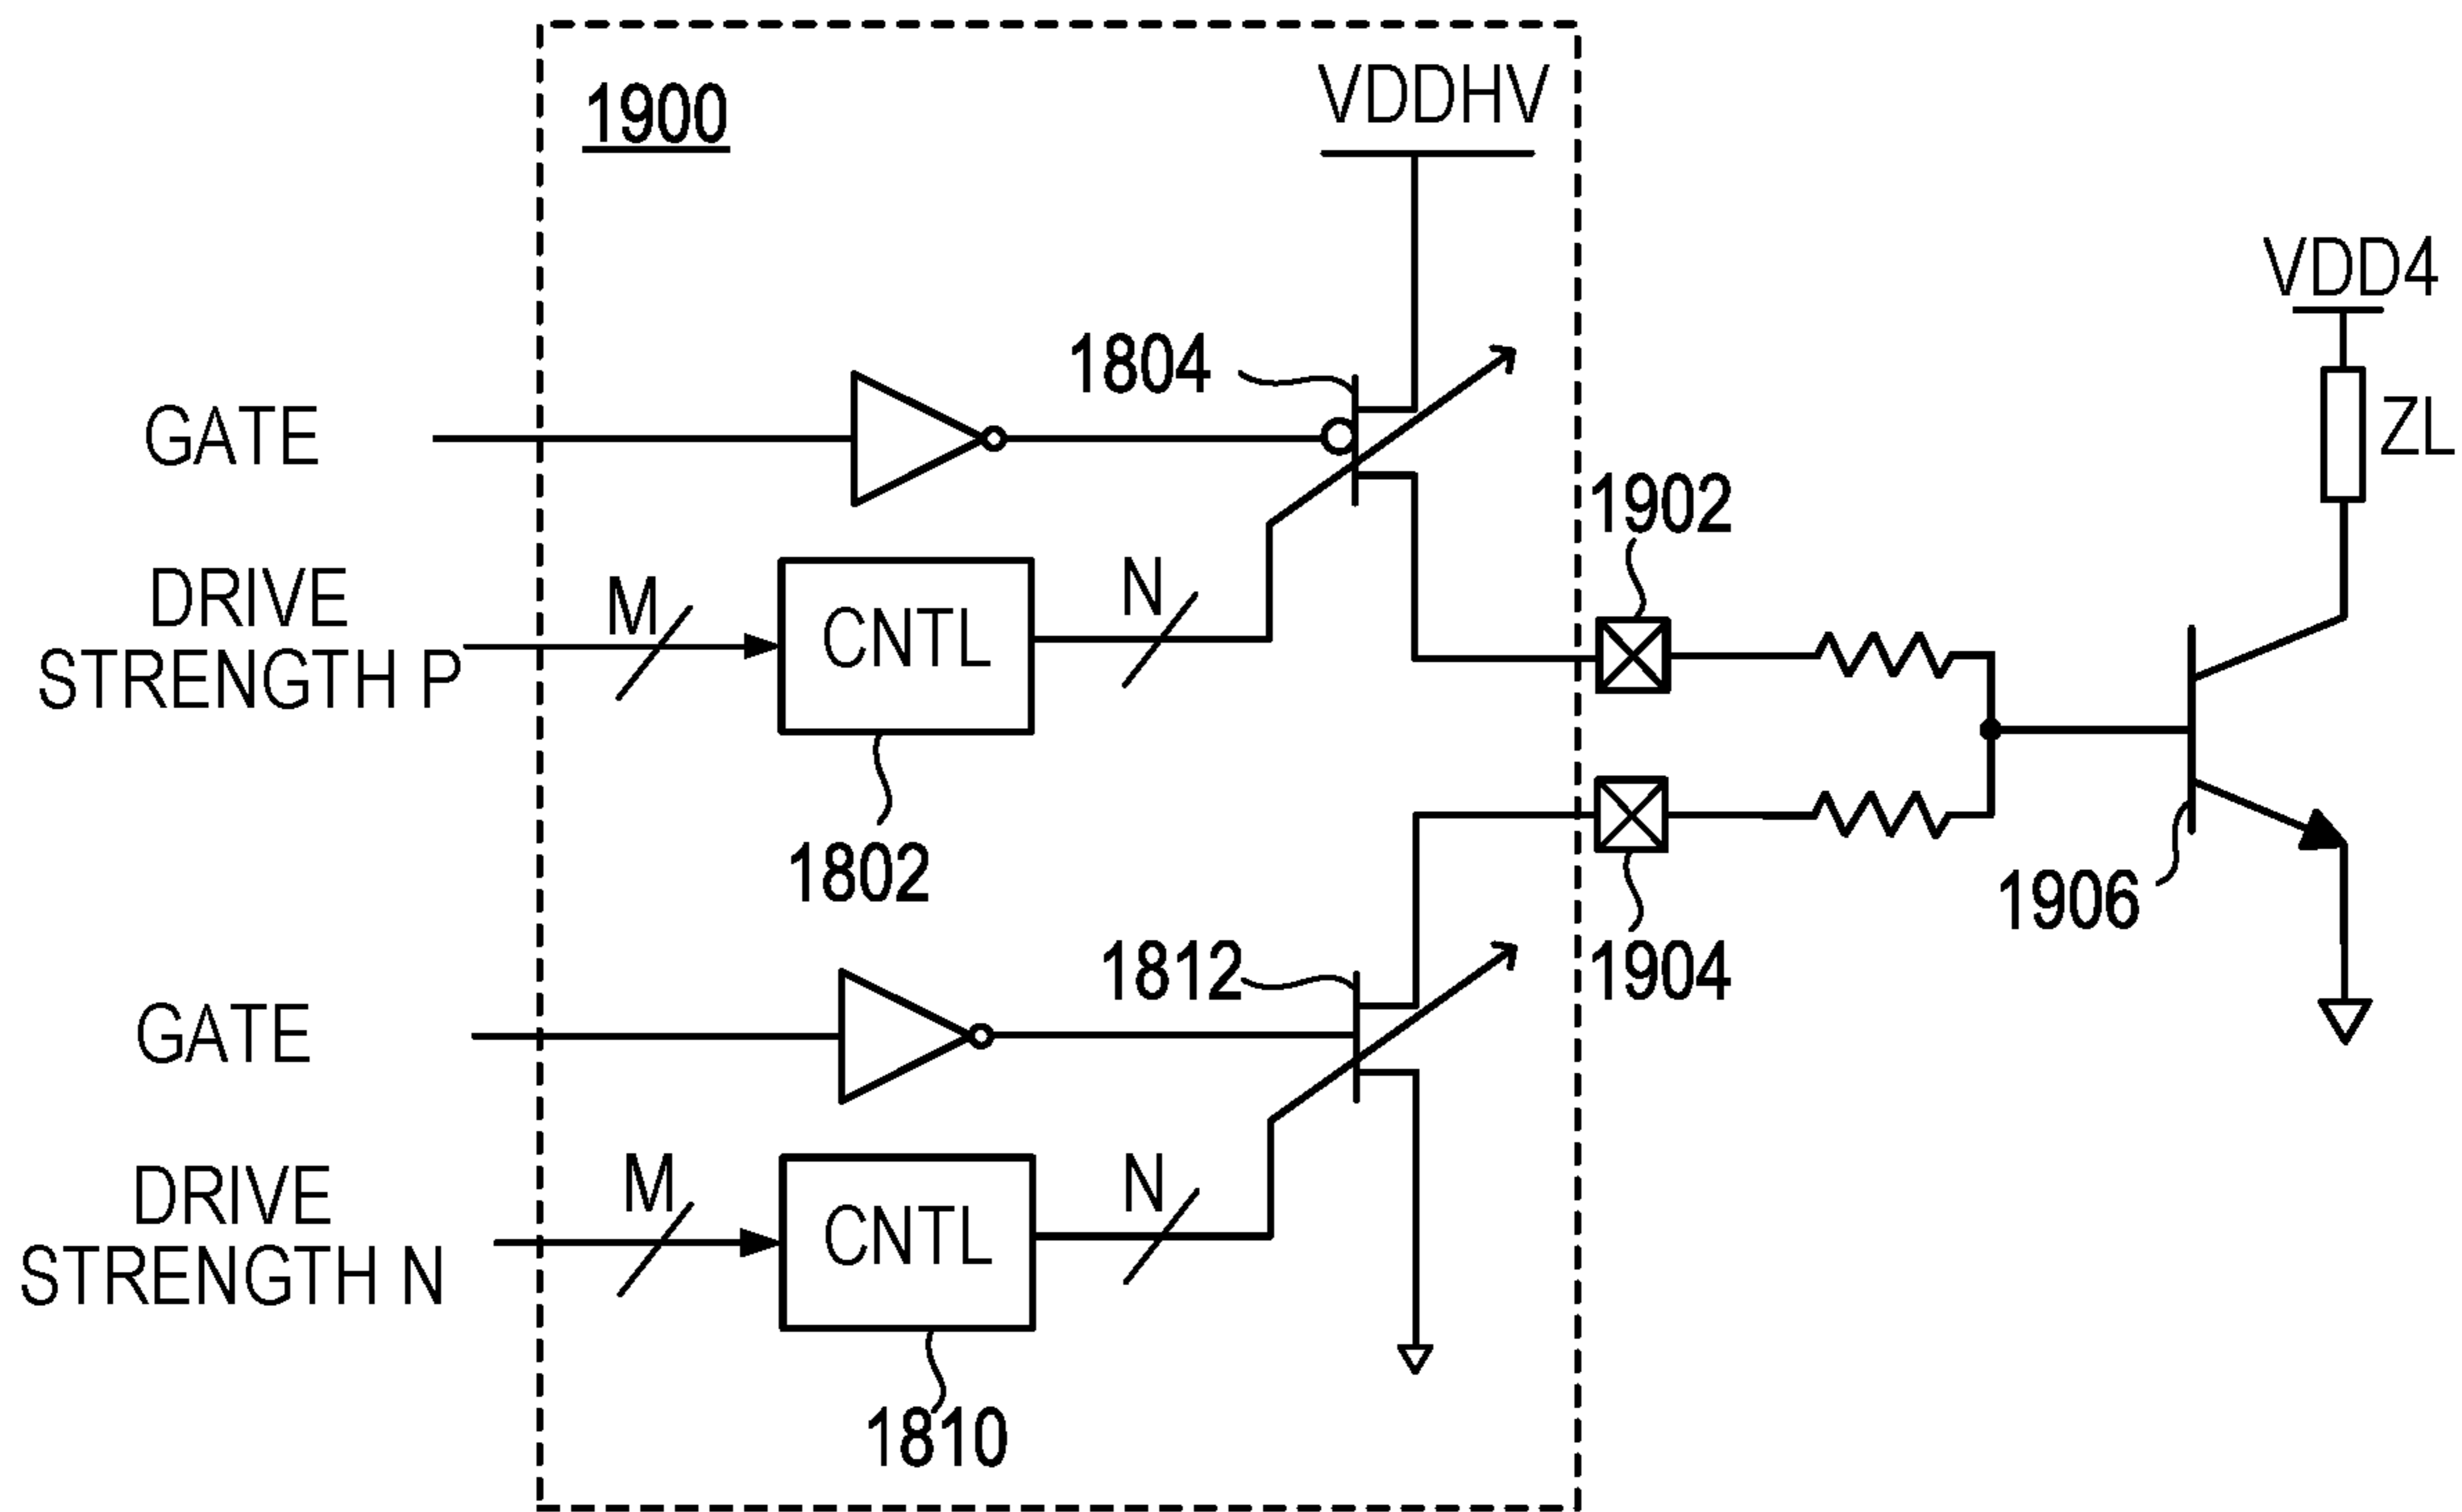 1900
VDDHV
VDD4
1804
GATE
ZL
1902
DRIVE
STRENGTH P
M
CNTL
N
1802
1906
1812
1904
GATE
DRIVE
STRENGTH N
M
CNTL
N
1810